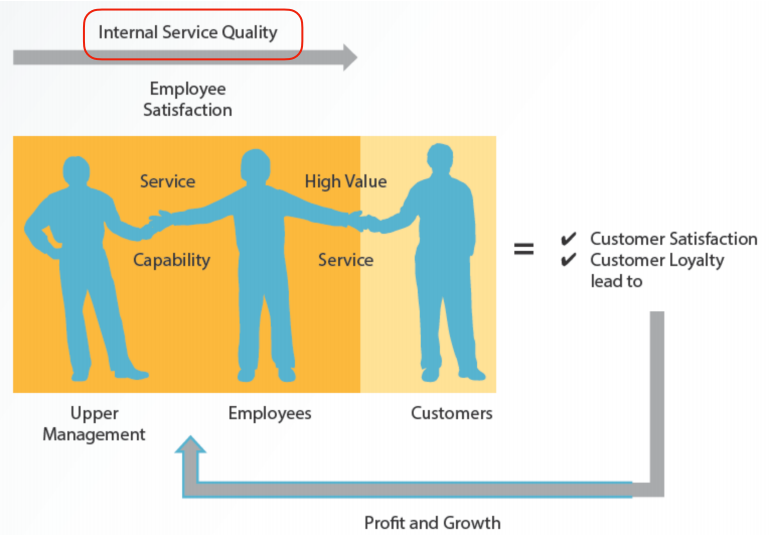 Internal Service Quality
Employee
Satisfaction
Service
High Value
Capability
Service
= ✔ Customer Satisfaction
✔ Customer Loyalty
lead to
Upper
Management
Employees
Customers
Profit and Growth